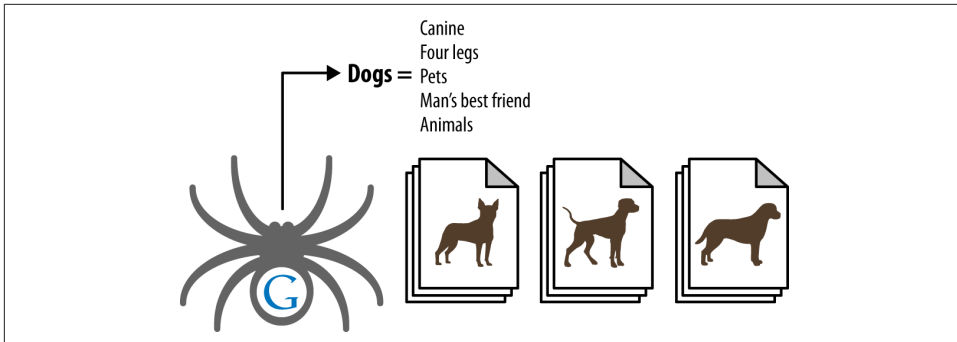 Canine
Four legs
Dogs = Pets
Man's best friend
Animals
G